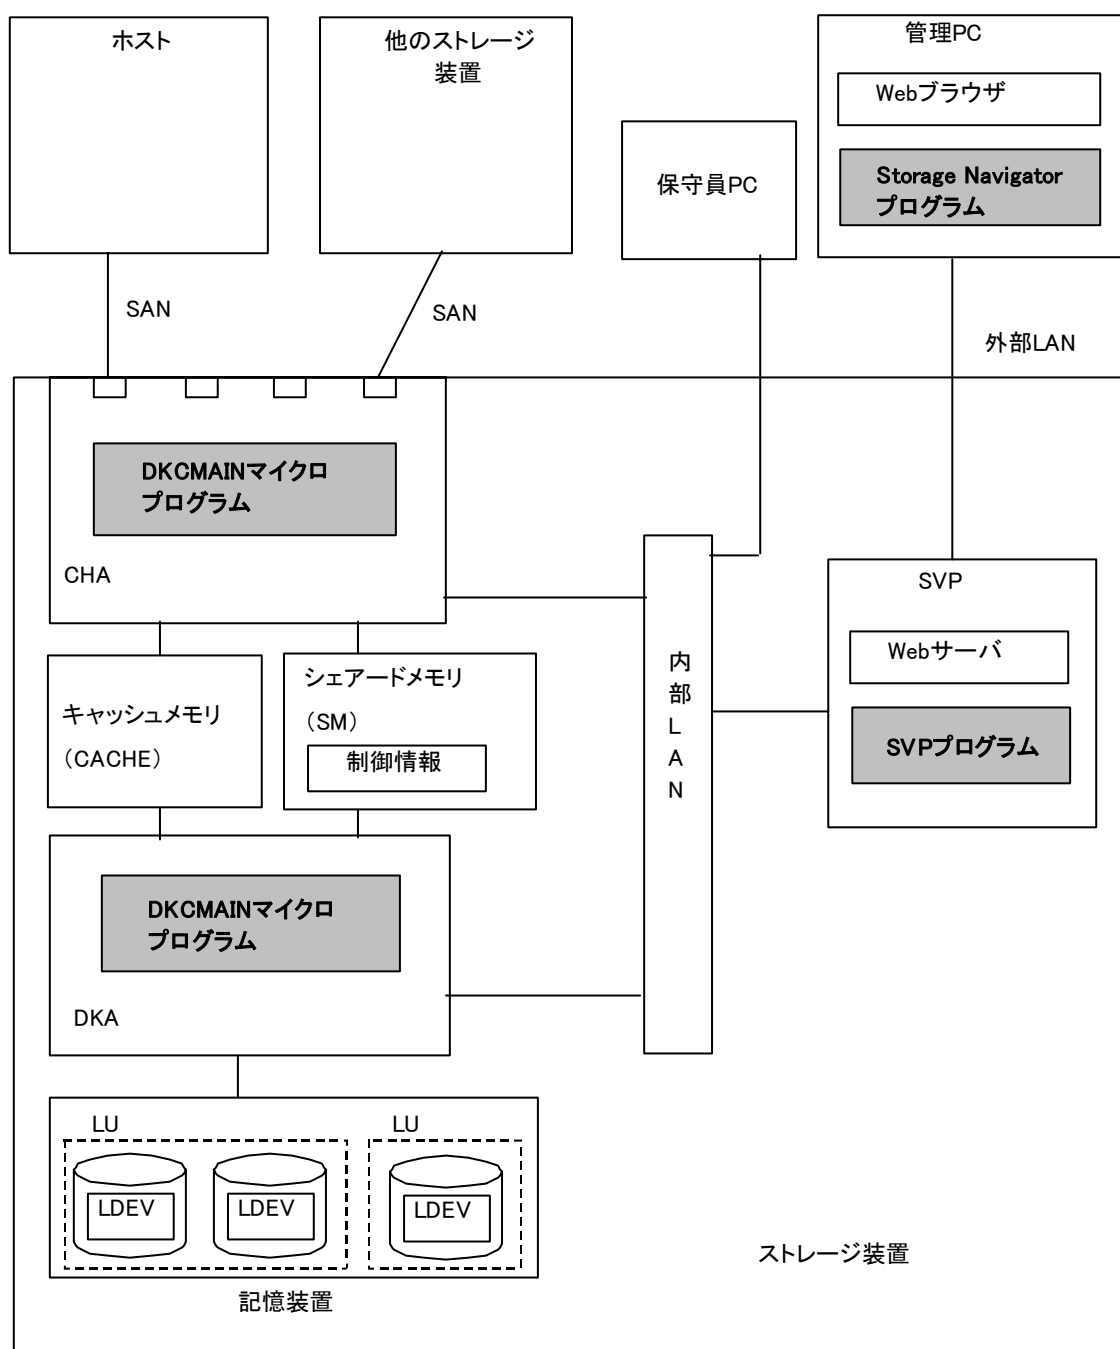 ホスト
他のストレージ
装置
管理PC
Webブラウザ
Storage Navigator
プログラム
保守員PC
SAN
SAN
外部LAN
DKCMAINマイクロ
プログラム
CHA
SVP
Webサーバ
SVPプログラム
内
部
L
A
N
キャッシュメモリ
(CACHE)
シェアードメモリ
(SM)
制御情報
DKCMAINマイクロ
プログラム
DKA
LU
LU
LDEV
LDEV
LDEV
ストレージ装置
記憶装置